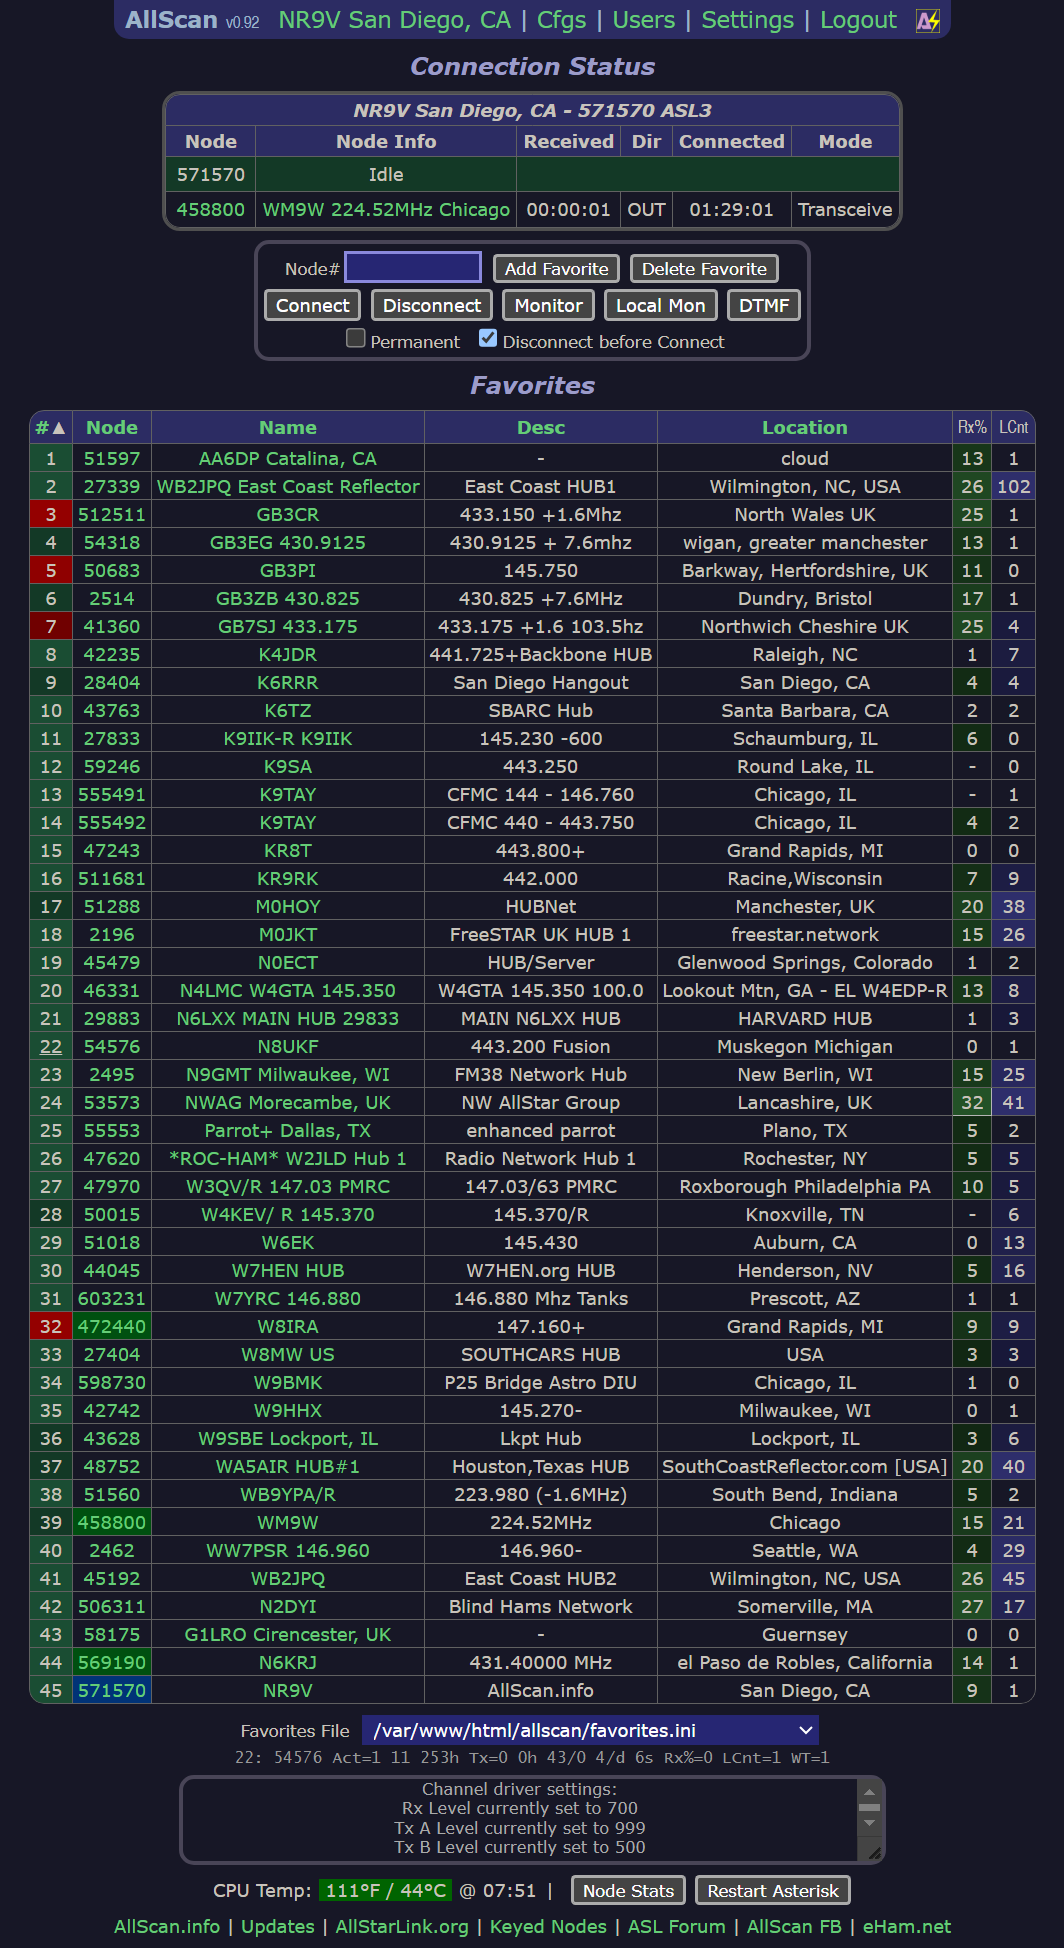 AllScan v0.92 NR9V San Diego, CA | Cfgs | Users | Settings | Logout
Connection Status
NR9V San Diego, CA - 571570 ASL3
Node Node Info Received Dir Connected Mode
571570 Idle
458800 WM9W 224.52MHz Chicago 00:00:01 OUT 01:29:01 Transceive
Node# Add Favorite Delete Favorite
Connect Disconnect Monitor Local Mon DTMF
Permanent Disconnect before Connect
Favorites
#▲ Node Name Desc Location Rx% LCnt
1 51597 AA6DP Catalina, CA - cloud 13 1
2 27339 WB2JPQ East Coast Reflector East Coast HUB1 Wilmington, NC, USA 26 102
3 512511 GB3CR 433.150 +1.6Mhz North Wales UK 25 1
4 54318 GB3EG 430.9125 430.9125 + 7.6mhz wigan, greater manchester 13 1
5 50683 GB3PI 145.750 Barkway, Hertfordshire, UK 11 0
6 2514 GB3ZB 430.825 430.825 +7.6MHz Dundry, Bristol 17 1
7 41360 GB7SJ 433.175 433.175 +1.6 103.5hz Northwich Cheshire UK 25 4
8 42235 K4JDR 441.725+Backbone HUB Raleigh, NC 1 7
9 28404 K6RRR San Diego Hangout San Diego, CA 4 4
10 43763 K6TZ SBARC Hub Santa Barbara, CA 2 2
11 27833 K9IIK-R K9IIK 145.230 -600 Schaumburg, IL 6 0
12 59246 K9SA 443.250 Round Lake, IL - 0
13 555491 K9TAY CFMC 144 - 146.760 Chicago, IL - 1
14 555492 K9TAY CFMC 440 - 443.750 Chicago, IL 4 2
15 47243 KR8T 443.800+ Grand Rapids, MI 0 0
16 511681 KR9RK 442.000 Racine,Wisconsin 7 9
17 51288 M0HOY HUBNet Manchester, UK 20 38
18 2196 M0JKT FreeSTAR UK HUB 1 freestar.network 15 26
19 45479 N0ECT HUB/Server Glenwood Springs, Colorado 1 2
20 46331 N4LMC W4GTA 145.350 W4GTA 145.350 100.0 Lookout Mtn, GA - EL W4EDP-R 13 8
21 29883 N6LXX MAIN HUB 29833 MAIN N6LXX HUB HARVARD HUB 1 3
22 54576 N8UKF 443.200 Fusion Muskegon Michigan 0 1
23 2495 N9GMT Milwaukee, WI FM38 Network Hub New Berlin, WI 15 25
24 53573 NWAG Morecambe, UK NW AllStar Group Lancashire, UK 32 41
25 55553 Parrot+ Dallas, TX enhanced parrot Plano, TX 5 2
26 47620 *ROC-HAM* W2JLD Hub 1 Radio Network Hub 1 Rochester, NY 5 5
27 47970 W3QV/R 147.03 PMRC 147.03/63 PMRC Roxborough Philadelphia PA 10 5
28 50015 W4KEV/ R 145.370 145.370/R Knoxville, TN - 6
29 51018 W6EK 145.430 Auburn, CA 0 13
30 44045 W7HEN HUB W7HEN.org HUB Henderson, NV 5 16
31 603231 W7YRC 146.880 146.880 Mhz Tanks Prescott, AZ 1 1
32 472440 W8IRA 147.160+ Grand Rapids, MI 9 9
33 27404 W8MW US SOUTHCARS HUB USA 3 3
34 598730 W9BMK P25 Bridge Astro DIU Chicago, IL 1 0
35 42742 W9HHX 145.270- Milwaukee, WI 0 1
36 43628 W9SBE Lockport, IL Lkpt Hub Lockport, IL 3 6
37 48752 WA5AIR HUB#1 Houston,Texas HUB SouthCoastReflector.com [USA] 20 40
38 51560 WB9YPA/R 223.980 (-1.6MHz) South Bend, Indiana 5 2
39 458800 WM9W 224.52MHz Chicago 15 21
40 2462 WW7PSR 146.960 146.960- Seattle, WA 4 29
41 45192 WB2JPQ East Coast HUB2 Wilmington, NC, USA 26 45
42 506311 N2DYI Blind Hams Network Somerville, MA 27 17
43 58175 G1LRO Cirencester, UK - Guernsey 0 0
44 569190 N6KRJ 431.40000 MHz el Paso de Robles, California 14 1
45 571570 NR9V AllScan.info San Diego, CA 9 1
Favorites File /var/www/html/allscan/favorites.ini
22: 54576 Act=1 11 253h Tx=0 0h 43/0 4/d 6s Rx%=0 LCnt=1 WT=1
Channel driver settings:
Rx Level currently set to 700
Tx A Level currently set to 999
Tx B Level currently set to 500
CPU Temp: 111°F / 44°C @ 07:51 | Node Stats Restart Asterisk
AllScan.info | Updates | AllStarLink.org | Keyed Nodes | ASL Forum | AllScan FB | eHam.net